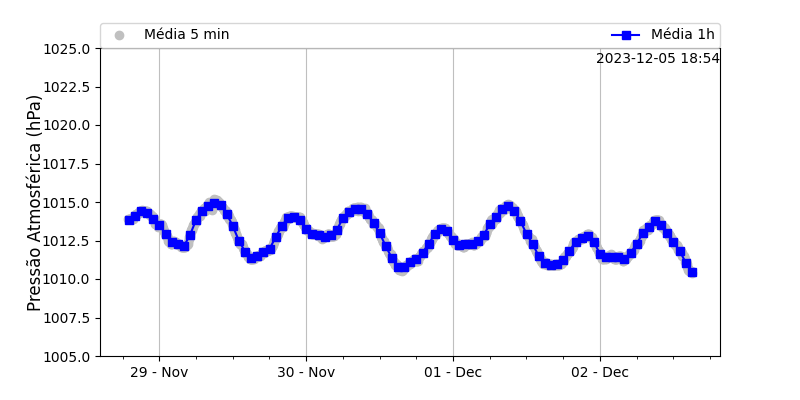 Média 5 min
Média 1h
2023-12-05 18:54
Pressão Atmosférica (hPa)
1025.0
1022.5
1020.0
1017.5
1015.0
1012.5
1010.0
1007.5
1005.0
29 - Nov
30 - Nov
01 - Dec
02 - Dec